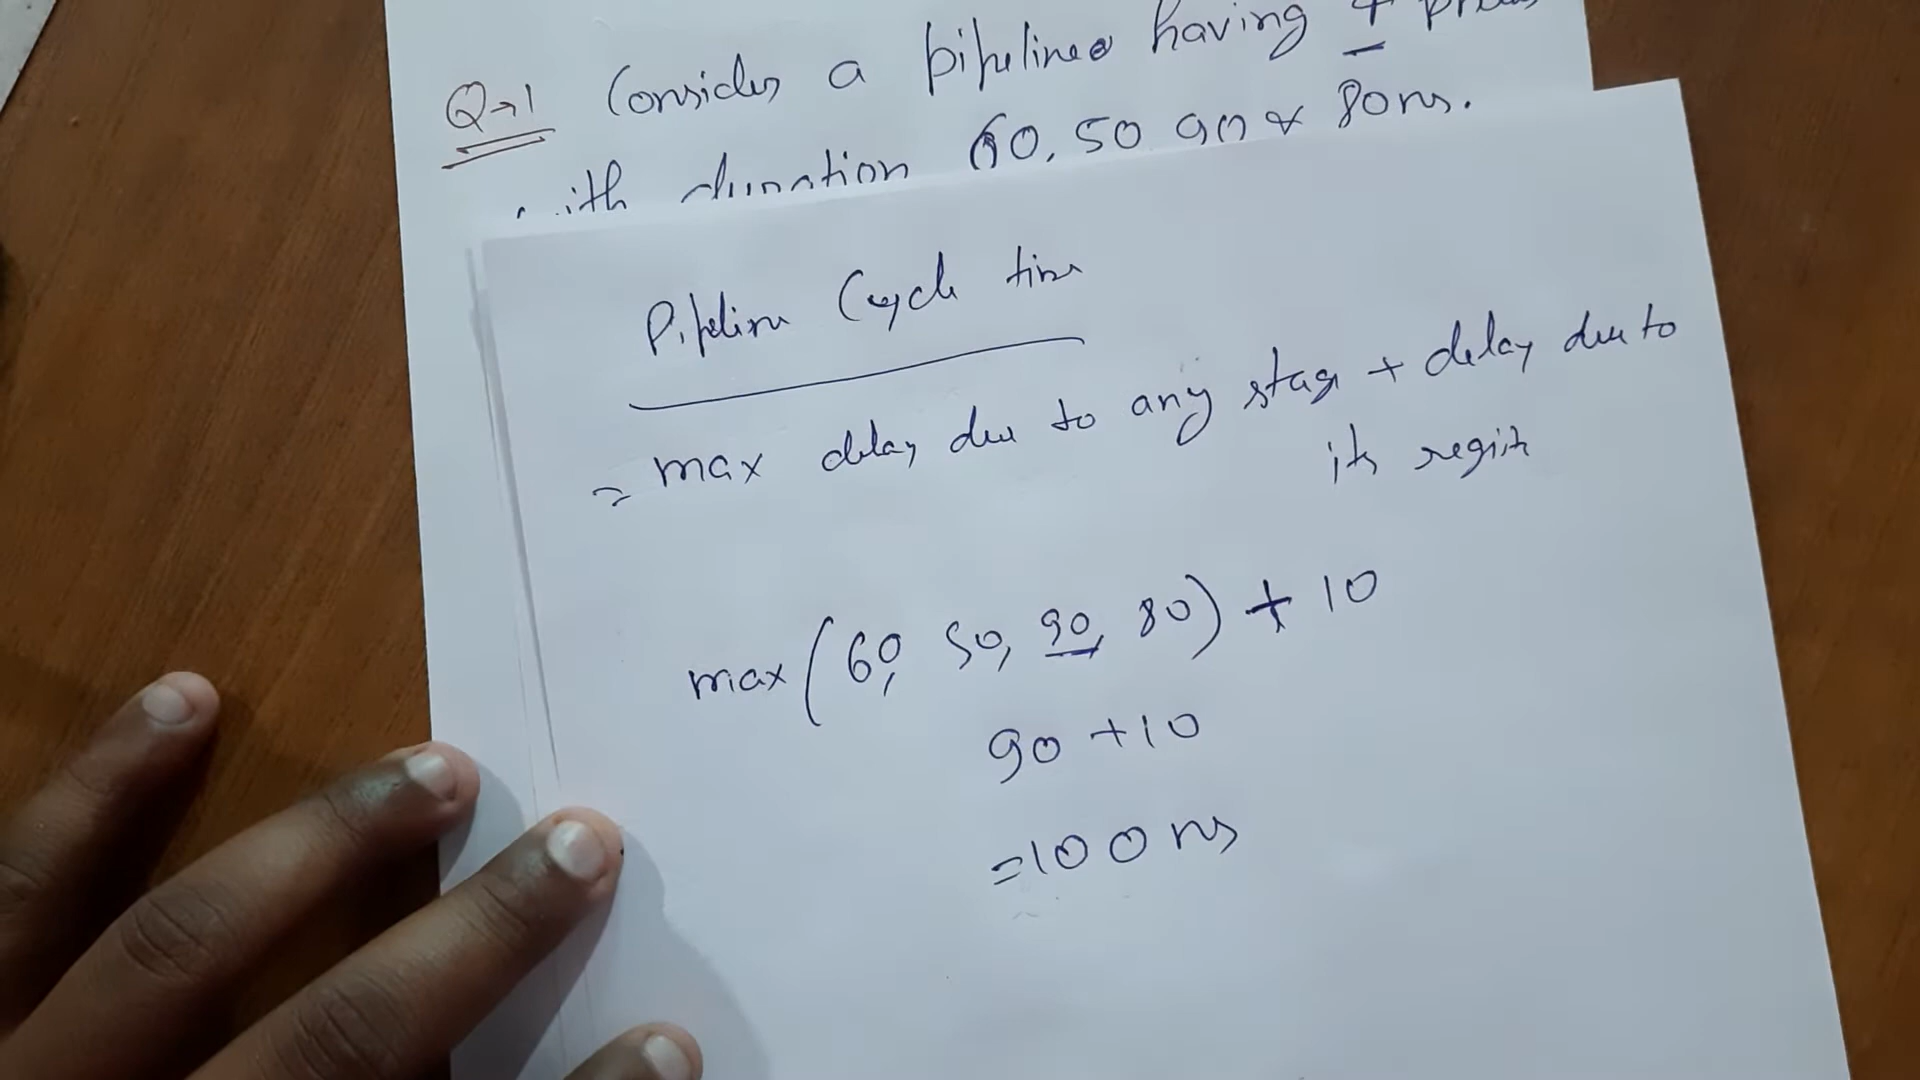 Q→1 Consider a pipeline having 4
with duration 60, 50 90 & 80ns.
Pipeline Cycle time
= max delay due to any stage + delay due to
its
max (60, 50, 90, 80) + 10
90 + 10
= 100 ns